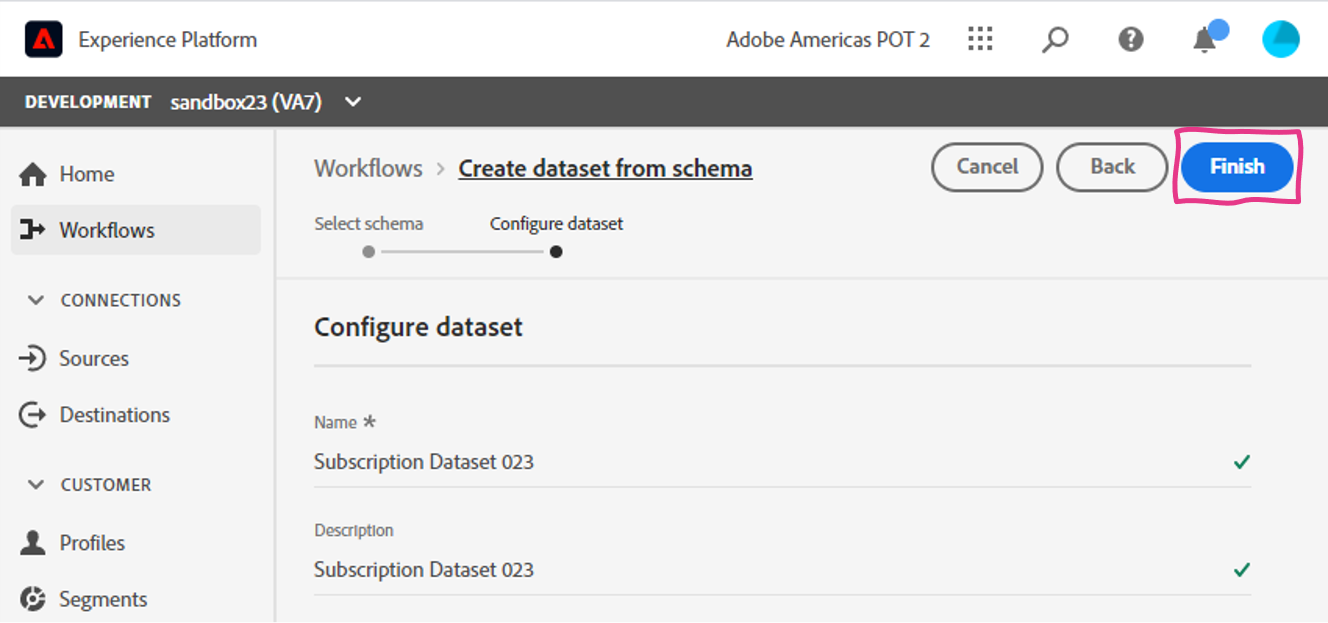 Experience Platform
Adobe Americas POT 2
DEVELOPMENT sandbox23 (VA7)
Home
Workflows
CONNECTIONS
Sources
Destinations
CUSTOMER
Profiles
Segments
Workflows > Create dataset from schema
Cancel
Back
Finish
Select schema
Configure dataset
Configure dataset
Name *
Subscription Dataset 023
Description
Subscription Dataset 023